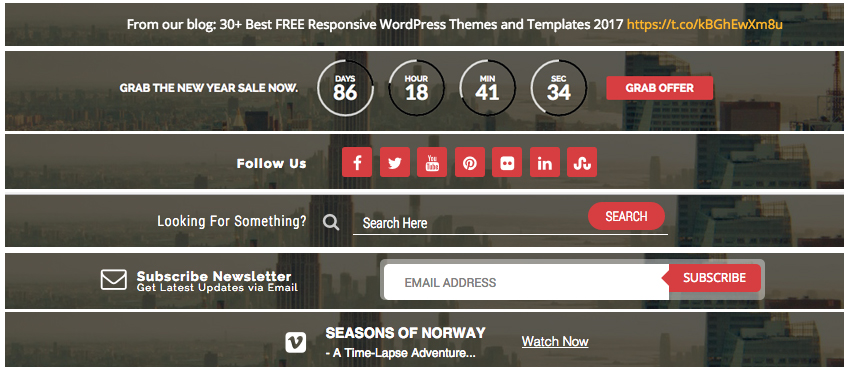 From our blog: 30+ Best FREE Responsive WordPress Themes and Templates 2017 https://t.co/kBGhEwXm8u
GRAB THE NEW YEAR SALE NOW. DAYS 86 HOUR 18 MIN 41 SEC 34 GRAB OFFER
Follow Us f You Tube in
Looking For Something? Search Here SEARCH
Subscribe Newsletter
Get Latest Updates via Email
EMAIL ADDRESS SUBSCRIBE
SEASONS OF NORWAY
- A Time-Lapse Adventure...
Watch Now